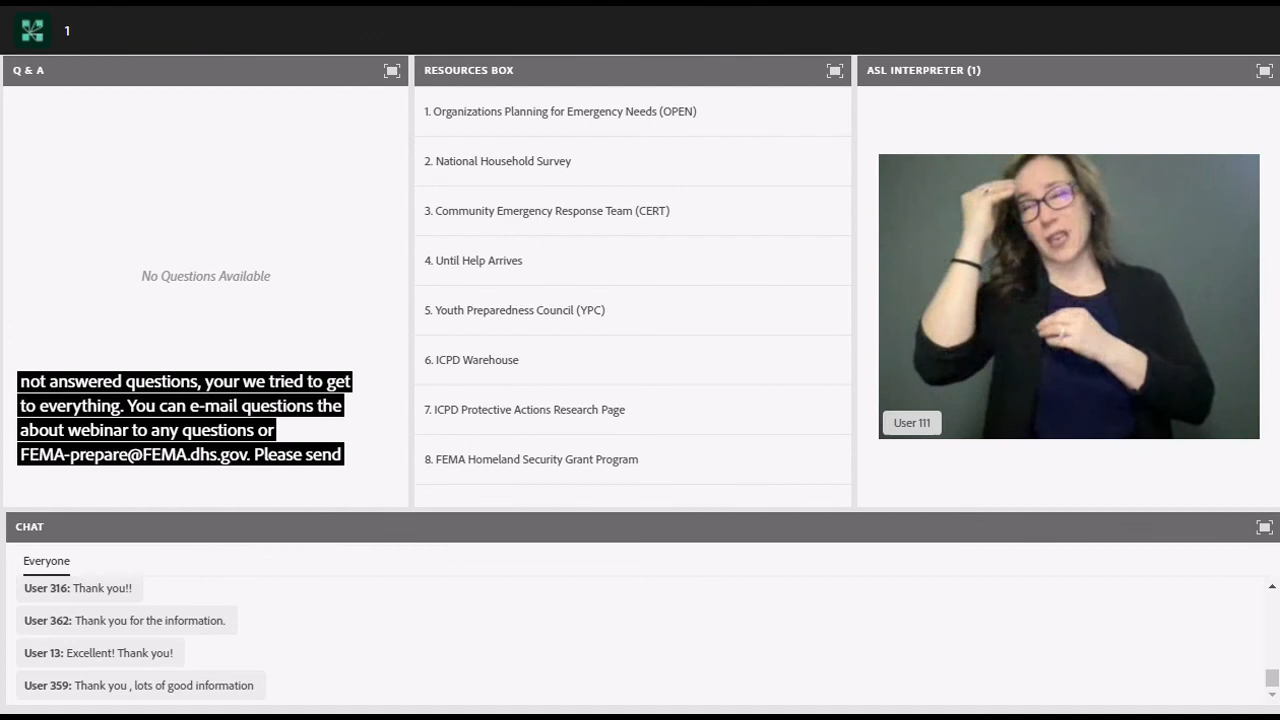 1
Q & A
No Questions Available
not answered questions, your we tried to get
to everything. You can e-mail questions the
about webinar to any questions or
FEMA-prepare@FEMA.dhs.gov. Please send
RESOURCES BOX
1. Organizations Planning for Emergency Needs (OPEN)
2. National Household Survey
3. Community Emergency Response Team (CERT)
4. Until Help Arrives
5. Youth Preparedness Council (YPC)
6. ICPD Warehouse
7. ICPD Protective Actions Research Page
8. FEMA Homeland Security Grant Program
ASL INTERPRETER (1)
User 111
CHAT
Everyone
User 316: Thank you!!
User 362: Thank you for the information.
User 13: Excellent! Thank you!
User 359: Thank you , lots of good information